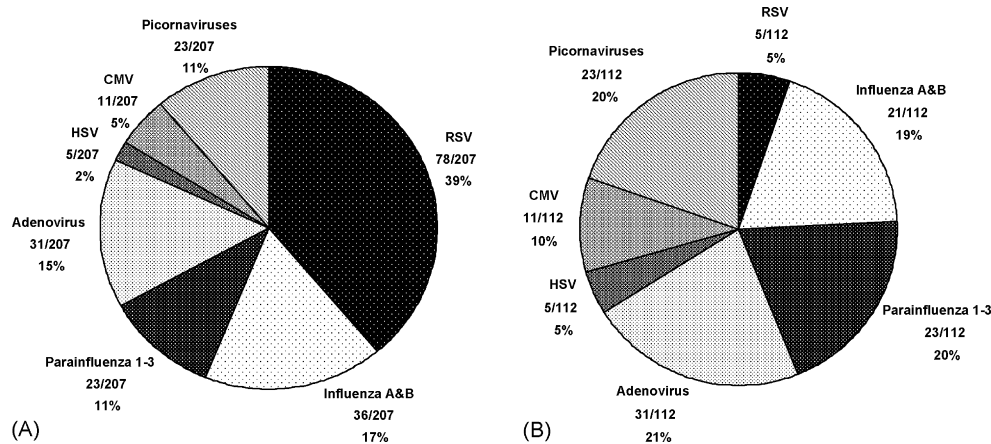 Picornaviruses
23/207
11%
CMV
11/207
5%
HSV
5/207
2%
Adenovirus
31/207
15%
Parainfluenza 1-3
23/207
11%
Influenza A&B
36/207
17%
RSV
78/207
39%
(A)
RSV
5/112
5%
Influenza A&B
21/112
19%
Parainfluenza 1-3
23/112
20%
Adenovirus
31/112
21%
HSV
5/112
5%
CMV
11/112
10%
Picornaviruses
23/112
20%
(B)